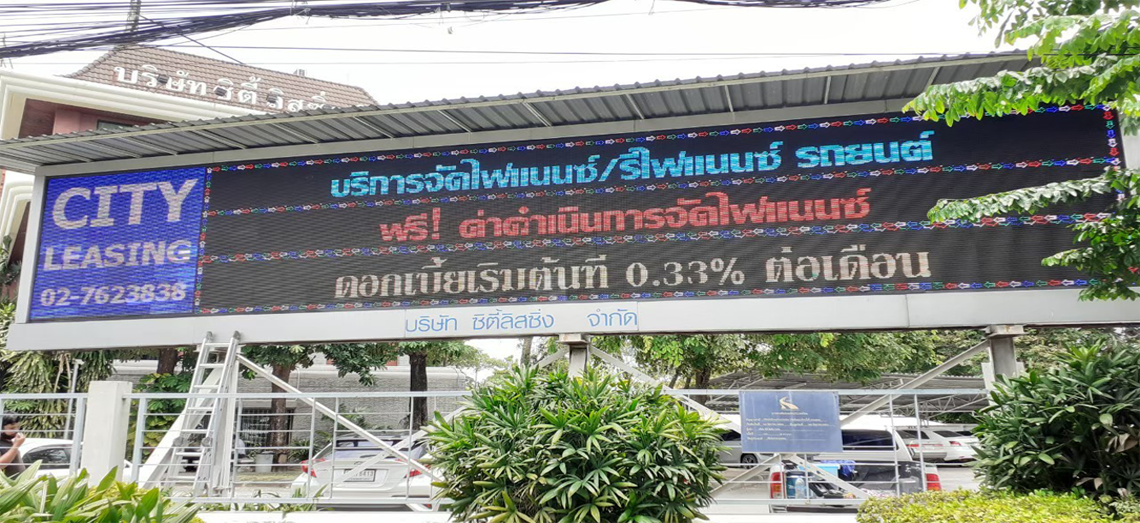 บริษัทซิตี้ลิสซิ่ง
CITY
LEASING
02-7623838
บริการจัดไฟแนนซ์/รีไฟแนนซ์ รถยนต์
ฟรี! ค่าดำเนินการจัดไฟแนนซ์
ดอกเบี้ยเริ่มต้นที่ 0.33% ต่อเดือน
บริษัท ซิตี้ลิสซิ่ง จำกัด